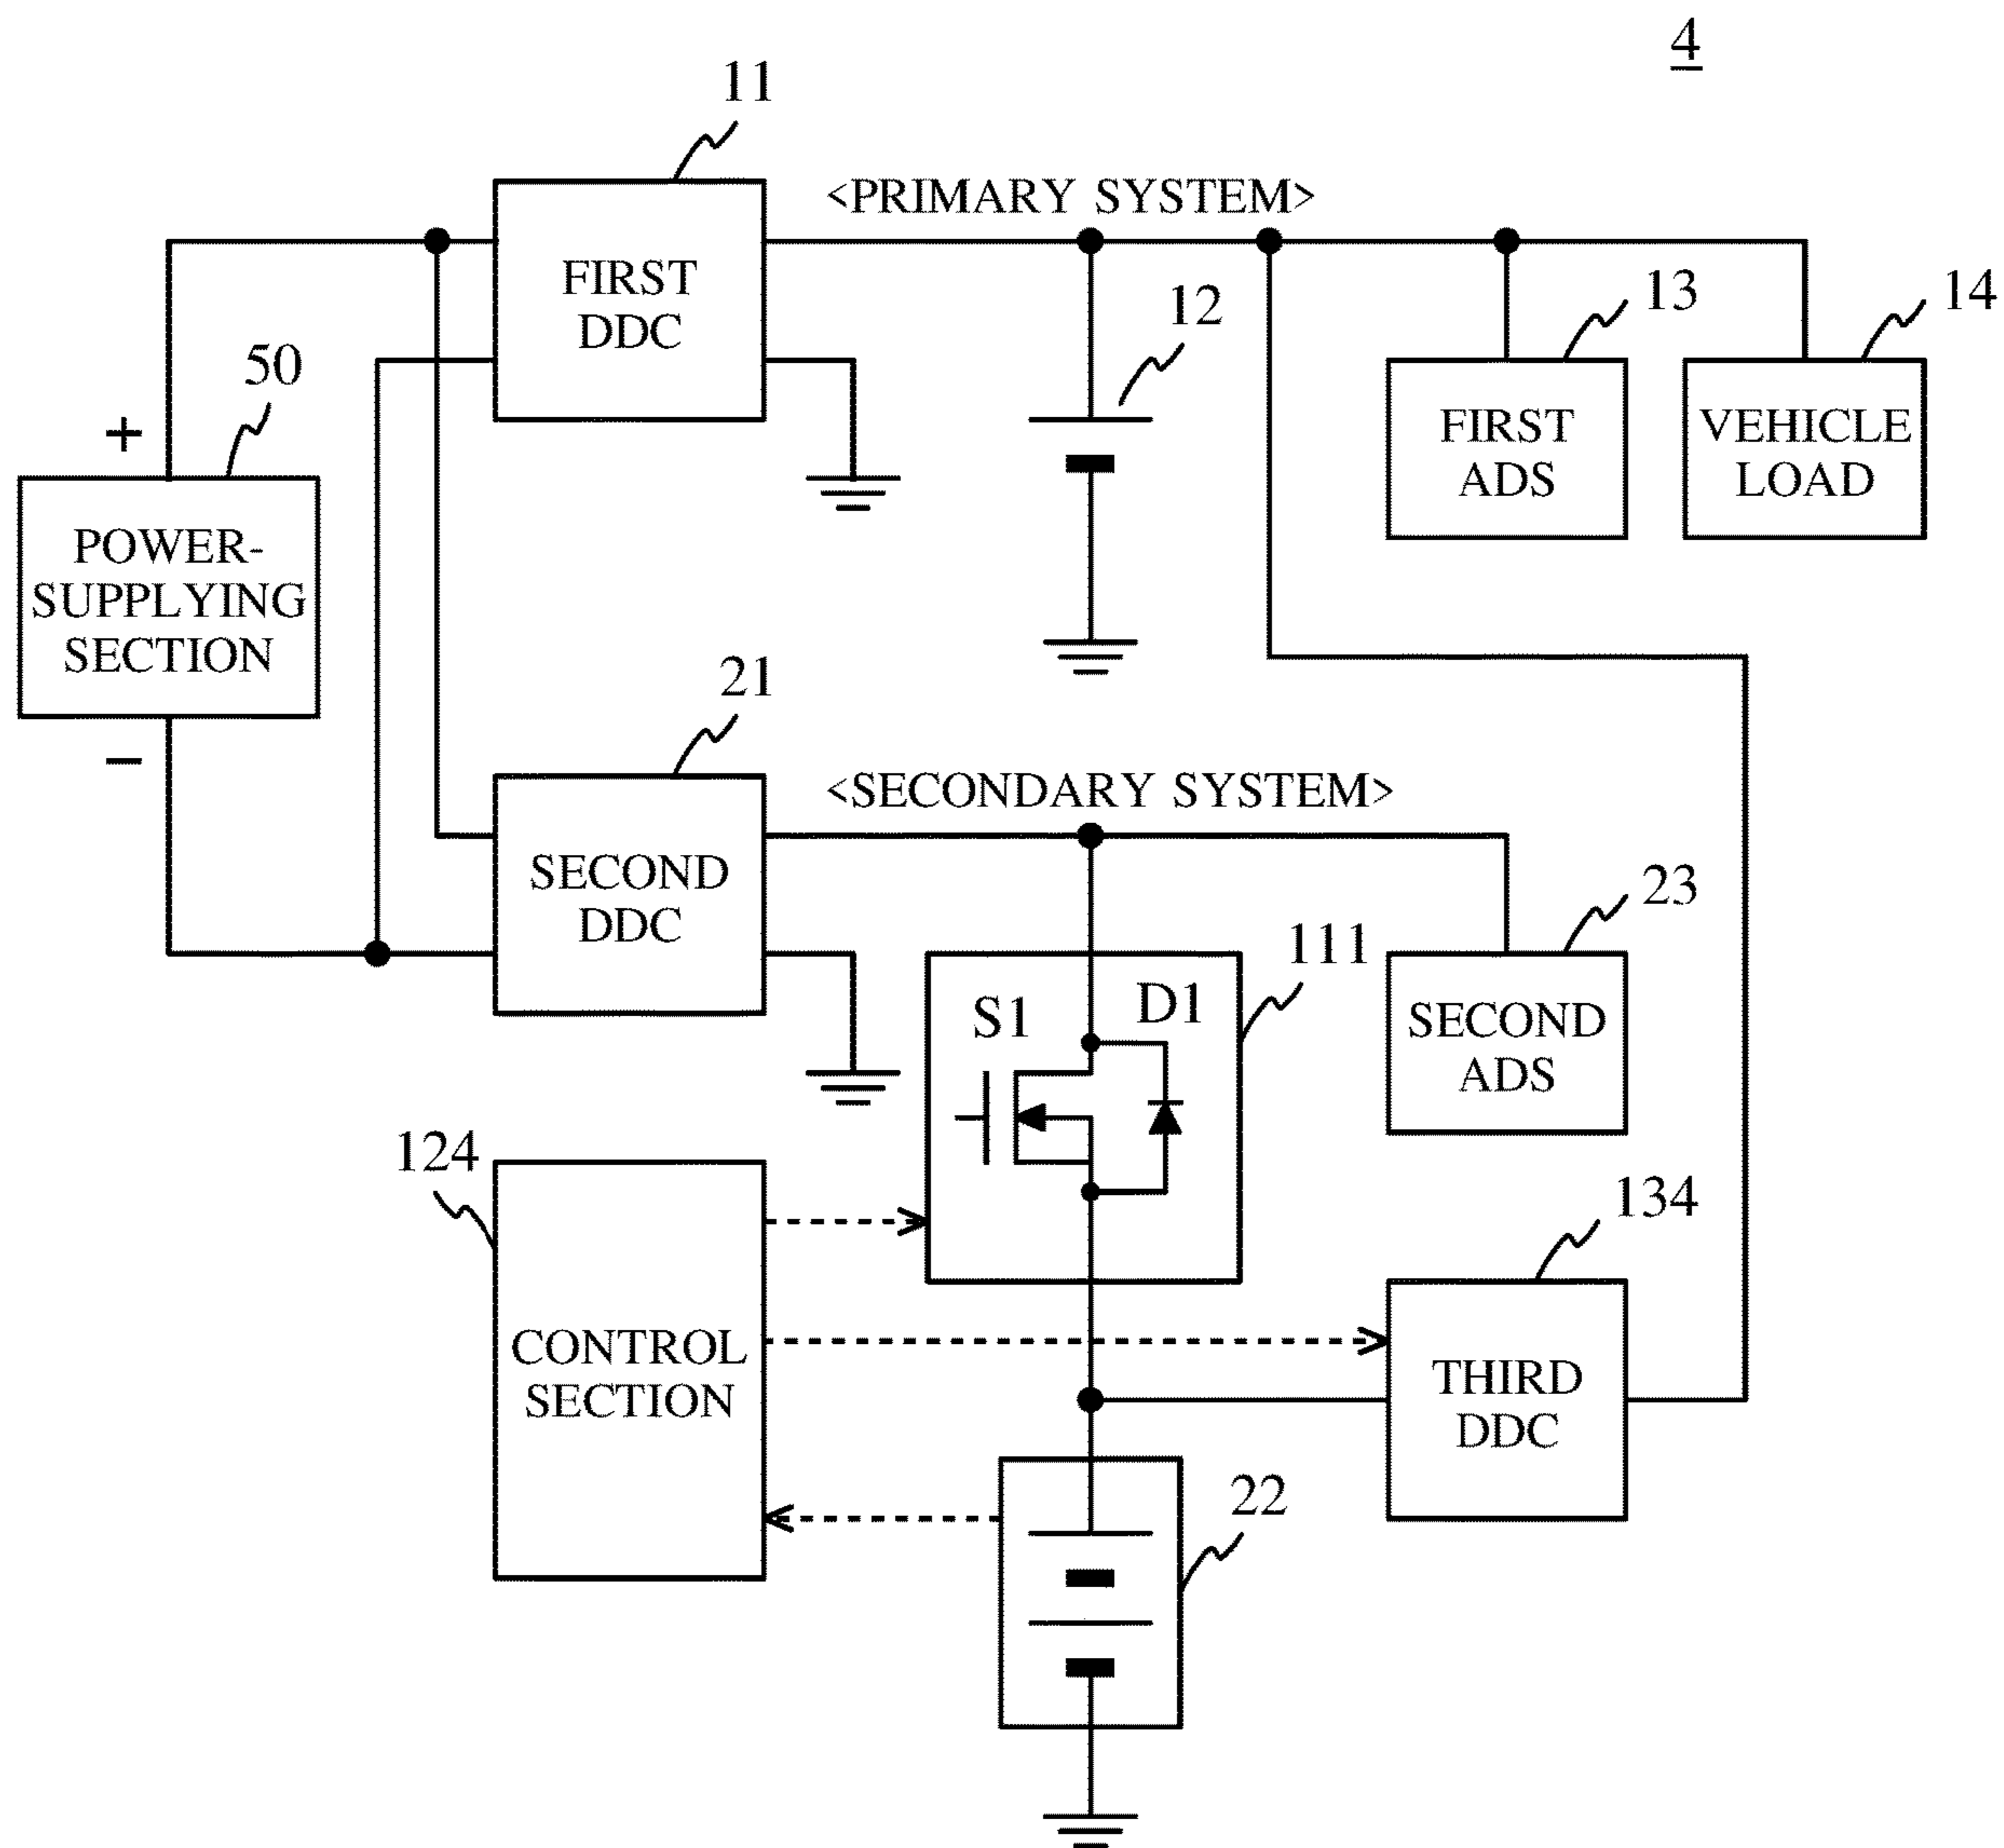 4
11
<PRIMARY SYSTEM>
FIRST
DDC
12
13
14
50
+
FIRST
ADS
VEHICLE
LOAD
POWER-
SUPPLYING
SECTION
21
−
<SECONDARY SYSTEM>
SECOND
DDC
23
111
S1
D1
SECOND
ADS
124
134
CONTROL
SECTION
THIRD
DDC
22